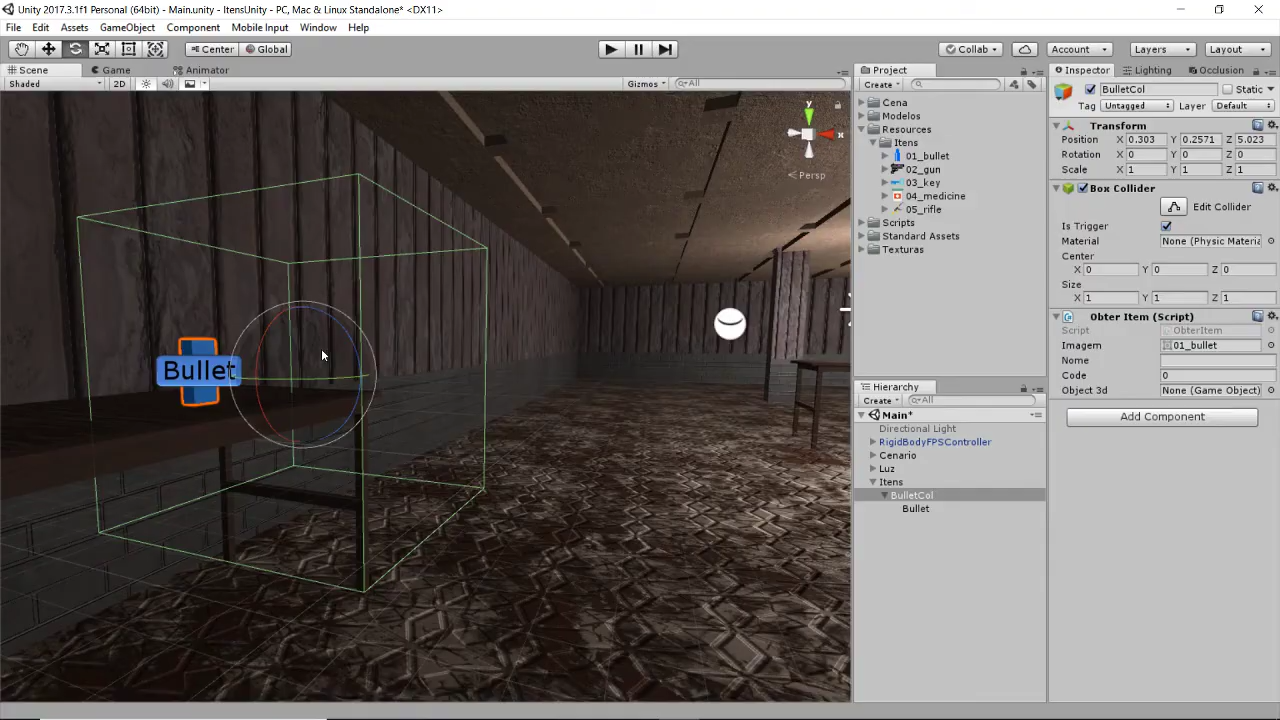 Unity 2017.3.1f1 Personal (64bit) - Main.unity - ItensUnity - PC, Mac & Linux Standalone* <DX11>
File Edit Assets GameObject Component Mobile Input Window Help
Center Global Collab Account Layers Layout
Scene Game Animator
Shaded 2D Gizmos All
y
x
Persp
Bullet
Project
Create
Cena
Modelos
Resources
Itens
01_bullet
02_gun
03_key
04_medicine
05_rifle
Scripts
Standard Assets
Texturas
Hierarchy
Create All
Main*
Directional Light
RigidBodyFPSController
Cenario
Luz
Itens
BulletCol
Bullet
Inspector Lighting Occlusion
BulletCol Static
Tag Untagged Layer Default
Transform
Position X 0.303 Y 0.2571 Z 5.023
Rotation X 0 Y 0 Z 0
Scale X 1 Y 1 Z 1
Box Collider
Edit Collider
Is Trigger
Material None (Physic Materia
Center
X 0 Y 0 Z 0
Size
X 1 Y 1 Z 1
Obter Item (Script)
Script ObterItem
Imagem 01_bullet
Nome
Code 0
Object 3d None (Game Object)
Add Component